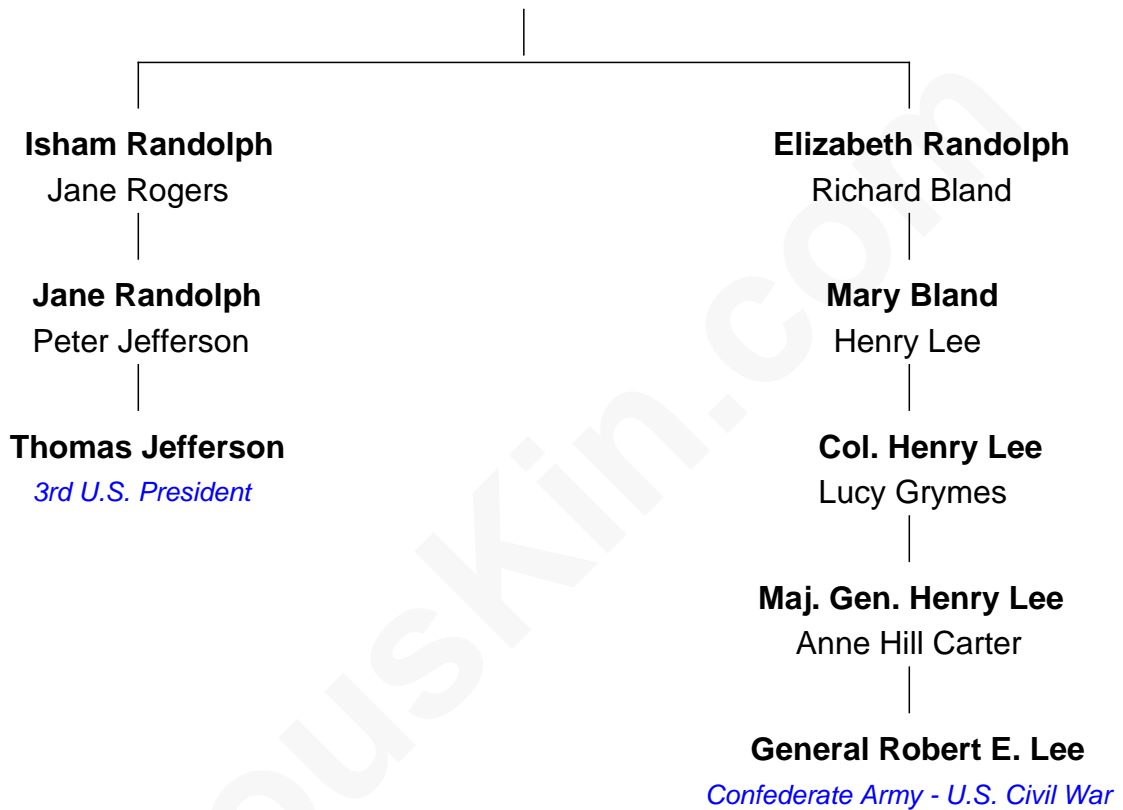 Isham Randolph
Jane Rogers
Jane Randolph
Peter Jefferson
Thomas Jefferson
3rd U.S. President
Elizabeth Randolph
Richard Bland
Mary Bland
Henry Lee
Col. Henry Lee
Lucy Grymes
Maj. Gen. Henry Lee
Anne Hill Carter
General Robert E. Lee
Confederate Army - U.S. Civil War
ousKin.com